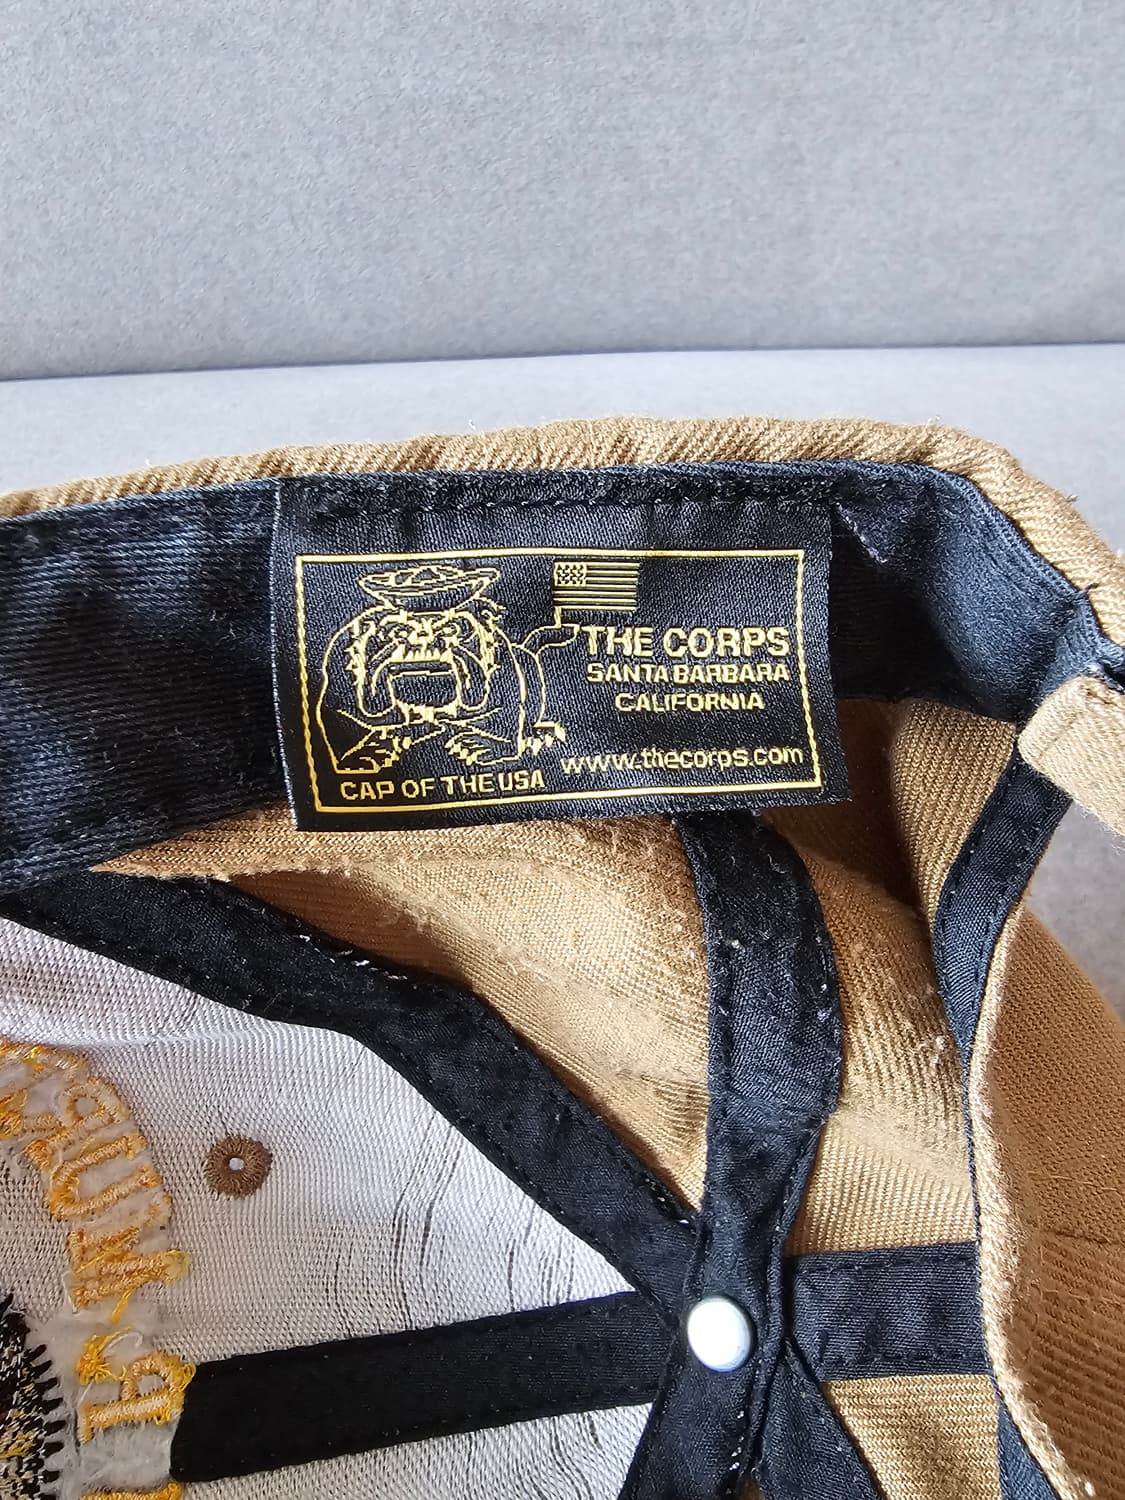 THE CORPS
SANTA BARBARA
CALIFORNIA
www.thecorps.com
CAP OF THE USA